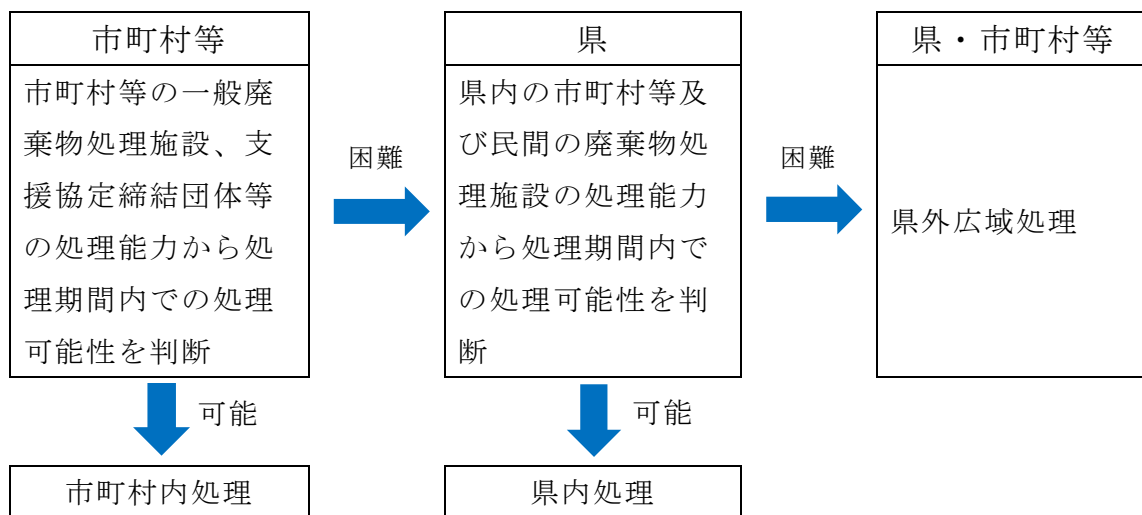 市町村等
市町村等の一般廃
棄物処理施設、支
援協定締結団体等
の処理能力から処
理期間内での処理
可能性を判断
困難
県
県内の市町村等及
び民間の廃棄物処
理施設の処理能力
から処理期間内で
の処理可能性を判
断
困難
県・市町村等
県外広域処理
可能
可能
市町村内処理
県内処理